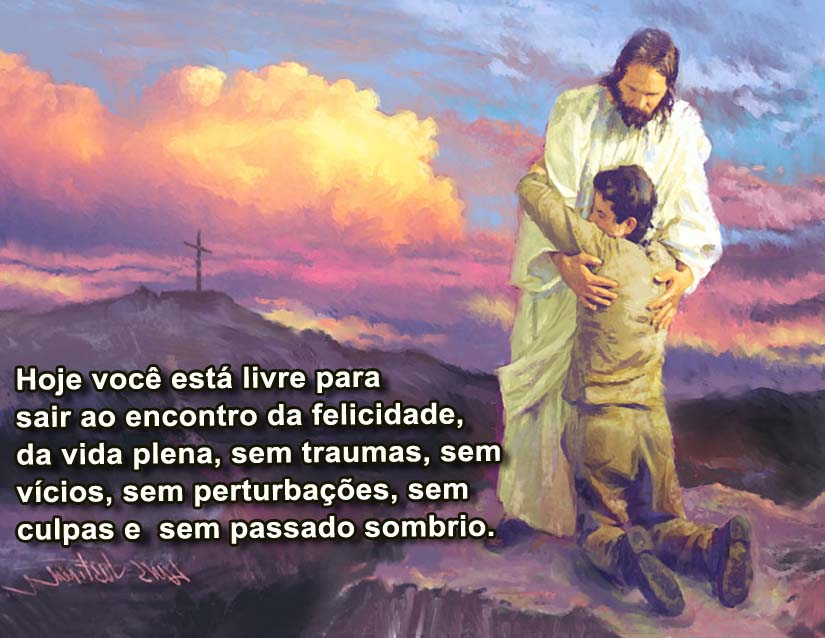 Hoje você está livre para
sair ao encontro da felicidade,
da vida plena, sem traumas, sem
vícios, sem perturbações, sem
culpas e  sem passado sombrio.